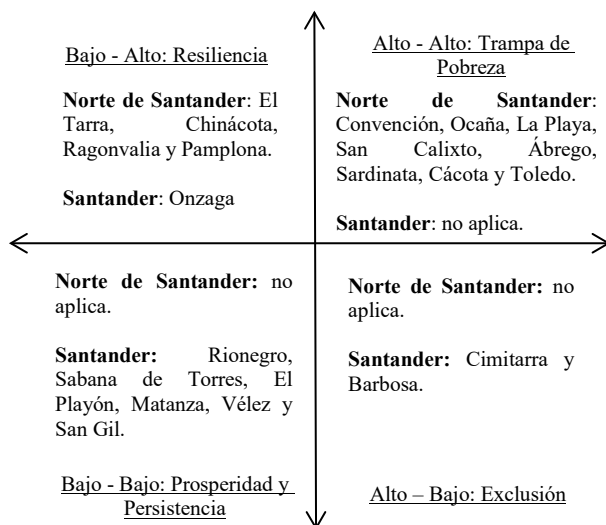 Bajo - Alto: Resiliencia
Norte de Santander: El
Tarra, Chinácota,
Ragonvalia y Pamplona.
Santander: Onzaga
Alto - Alto: Trampa de
Pobreza
Norte de Santander:
Convención, Ocaña, La Playa,
San Calixto, Ábrego,
Sardinata, Cácota y Toledo.
Santander: no aplica.
Norte de Santander: no
aplica.
Santander: Rionegro,
Sabana de Torres, El
Playón, Matanza, Vélez y
San Gil.
Bajo - Bajo: Prosperidad y
Persistencia
Norte de Santander: no
aplica.
Santander: Cimitarra y
Barbosa.
Alto – Bajo: Exclusión